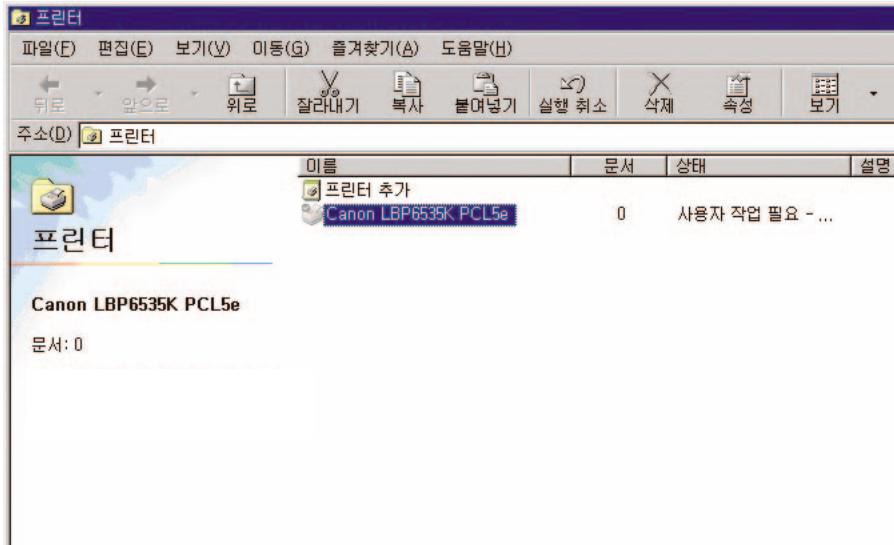 프린터
파일(F) 편집(E) 보기(V) 이동(G) 즐겨찾기(A) 도움말(H)
뒤로 앞으로 위로 잘라내기 복사 붙여넣기 실행 취소 삭제 속성 보기
주소(D) 프린터
이름 문서 상태 설명
프린터 추가
Canon LBP6535K PCL5e 0 사용자 작업 필요 - ...
프린터
Canon LBP6535K PCL5e
문서: 0